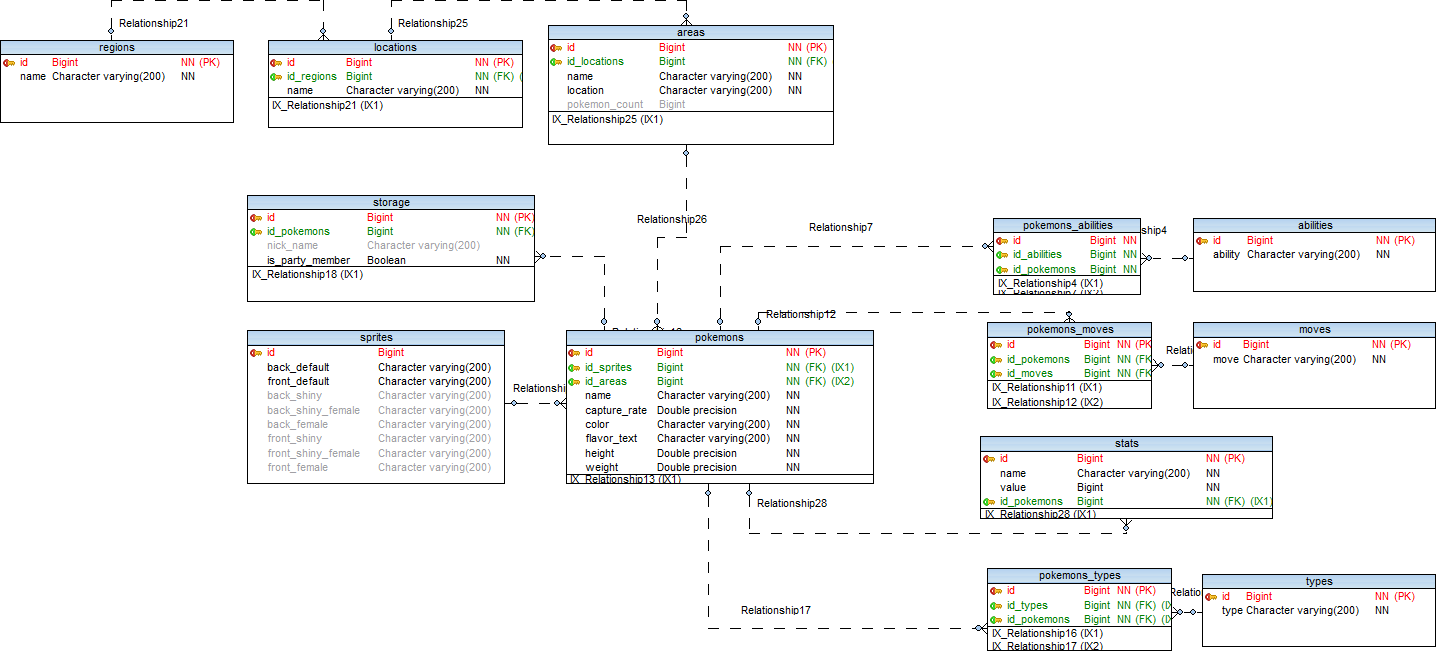 Relationship21
Relationship25
regions
id Bigint NN (PK)
name Character varying(200) NN
locations
id Bigint NN (PK)
id_regions Bigint NN (FK) (
name Character varying(200) NN
IX_Relationship21 (IX1)
areas
id Bigint NN (PK)
id_locations Bigint NN (FK)
name Character varying(200) NN
location Character varying(200) NN
pokemon_count Bigint
IX_Relationship25 (IX1)
storage
id Bigint NN (PK)
id_pokemons Bigint NN (FK)
nick_name Character varying(200)
is_party_member Boolean NN
IX_Relationship18 (IX1)
Relationship26
Relationship7
pokemons_abilities
id Bigint NN
id_abilities Bigint NN
id_pokemons Bigint NN
IX_Relationship4 (IX1)
IX_Relationship7 (IX2)
ship4
abilities
id Bigint NN (PK)
ability Character varying(200) NN
Relationship12
sprites
id Bigint
back_default Character varying(200)
front_default Character varying(200)
back_shiny Character varying(200)
back_shiny_female Character varying(200)
back_female Character varying(200)
front_shiny Character varying(200)
front_shiny_female Character varying(200)
front_female Character varying(200)
Relationship
pokemons
id Bigint NN (PK)
id_sprites Bigint NN (FK) (IX1)
id_areas Bigint NN (FK) (IX2)
name Character varying(200) NN
capture_rate Double precision NN
color Character varying(200) NN
flavor_text Character varying(200) NN
height Double precision NN
weight Double precision NN
IX_Relationship13 (IX1)
pokemons_moves
id Bigint NN (PK
id_pokemons Bigint NN (FK
id_moves Bigint NN (FK
IX_Relationship11 (IX1)
IX_Relationship12 (IX2)
Relati
moves
id Bigint NN (PK)
move Character varying(200) NN
stats
id Bigint NN (PK)
name Character varying(200) NN
value Bigint NN
id_pokemons Bigint NN (FK) (IX1)
IX_Relationship28 (IX1)
Relationship28
Relationship17
pokemons_types
id Bigint NN (PK)
id_types Bigint NN (FK) (IX
id_pokemons Bigint NN (FK) (IX
IX_Relationship16 (IX1)
IX_Relationship17 (IX2)
Relatio
types
id Bigint NN (PK)
type Character varying(200) NN